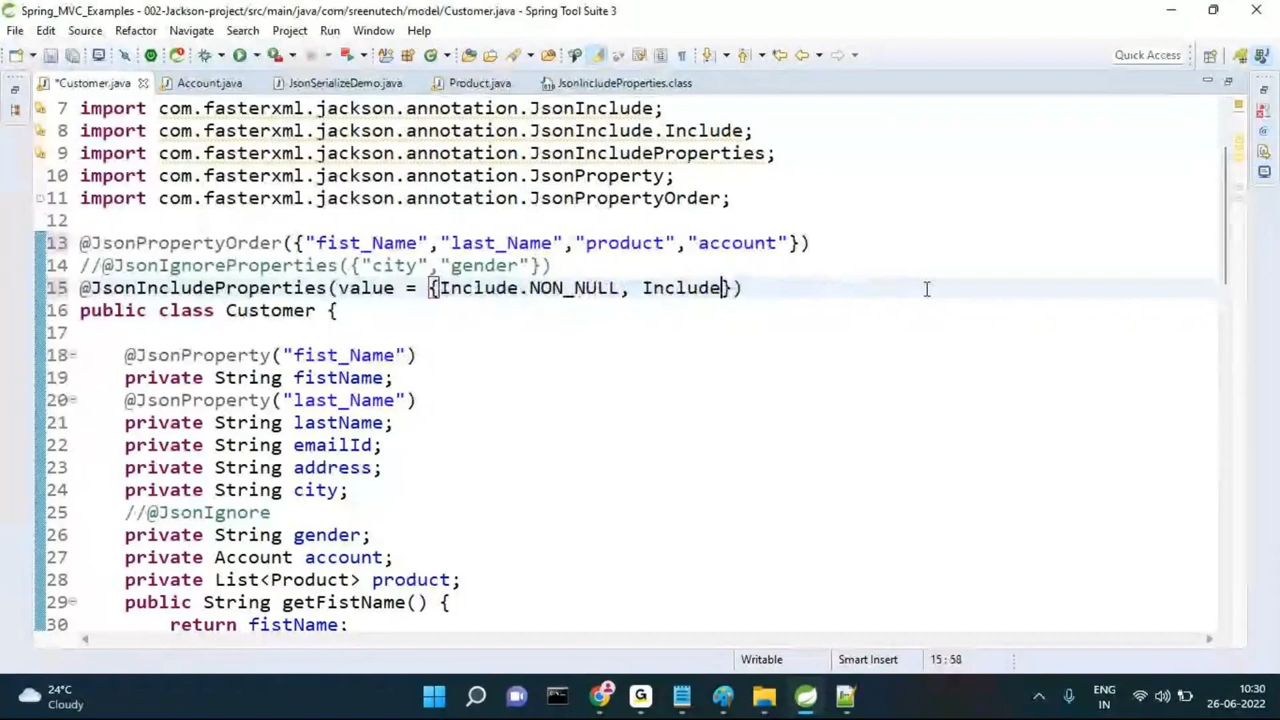 Spring_MVC_Examples - 002-Jackson-project/src/main/java/com/sreenutech/model/Customer.java - Spring Tool Suite 3
File Edit Source Refactor Navigate Search Project Run Window Help
Quick Access
*Customer.java Account.java JsonSerializeDemo.java Product.java JsonIncludeProperties.class
7 import com.fasterxml.jackson.annotation.JsonInclude;
8 import com.fasterxml.jackson.annotation.JsonInclude.Include;
9 import com.fasterxml.jackson.annotation.JsonIncludeProperties;
10 import com.fasterxml.jackson.annotation.JsonProperty;
11 import com.fasterxml.jackson.annotation.JsonPropertyOrder;
12
13 @JsonPropertyOrder({"fist_Name","last_Name","product","account"})
14 //@JsonIgnoreProperties({"city","gender"})
15 @JsonIncludeProperties(value = {Include.NON_NULL, Include})
16 public class Customer {
17
18 @JsonProperty("fist_Name")
19 private String fistName;
20 @JsonProperty("last_Name")
21 private String lastName;
22 private String emailId;
23 private String address;
24 private String city;
25 //@JsonIgnore
26 private String gender;
27 private Account account;
28 private List<Product> product;
29 public String getFistName() {
30 return fistName;
Writable Smart Insert 15 : 58
24°C
Cloudy
ENG
IN
10:30
26-06-2022